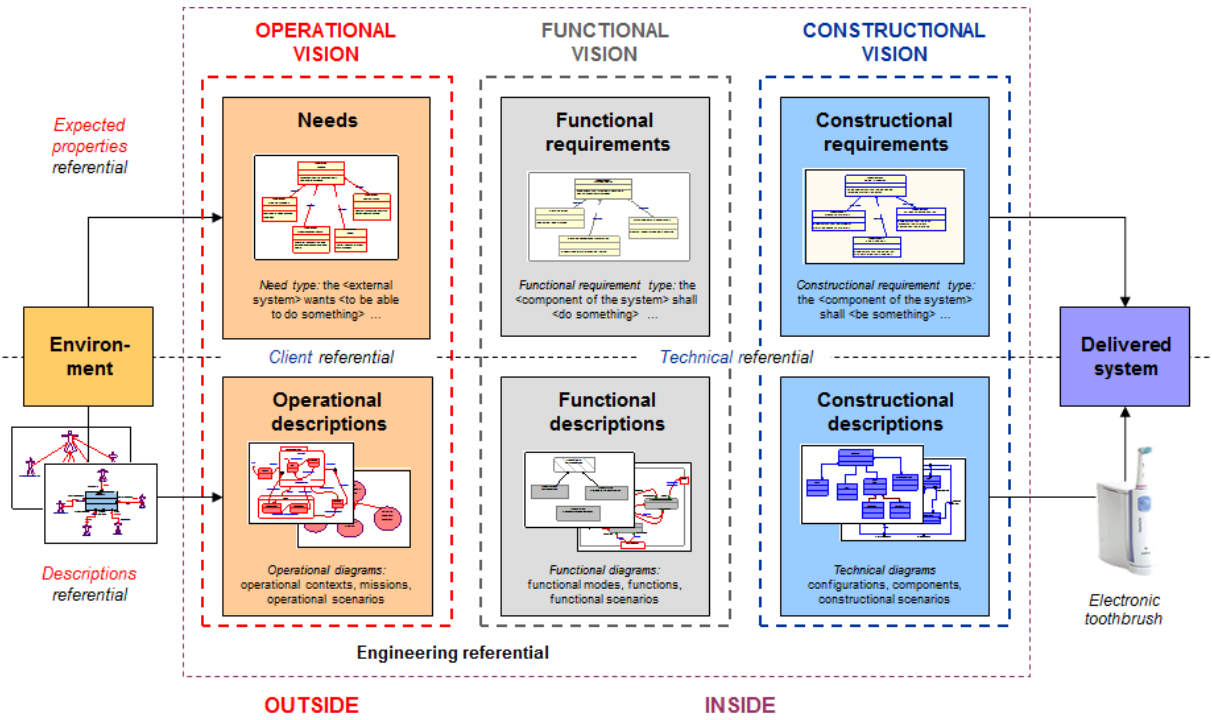 OPERATIONAL
VISION
FUNCTIONAL
VISION
CONSTRUCTIONAL
VISION
Expected
properties
referential
Needs
Need type: the <external
system> wants <to be able
to do something> ...
Functional
requirements
Functional requirement type: the
<component of the system> shall
<do something> ...
Constructional
requirements
Constructional requirement type:
the <component of the system>
shall <be something> ...
Environ-
ment
Client referential
Technical referential
Delivered
system
Operational
descriptions
Operational diagrams:
operational contexts, missions,
operational scenarios
Functional
descriptions
Functional diagrams:
functional modes, functions,
functional scenarios
Constructional
descriptions
Technical diagrams
configurations, components,
constructional scenarios
Descriptions
referential
Electronic
toothbrush
Engineering referential
OUTSIDE
INSIDE